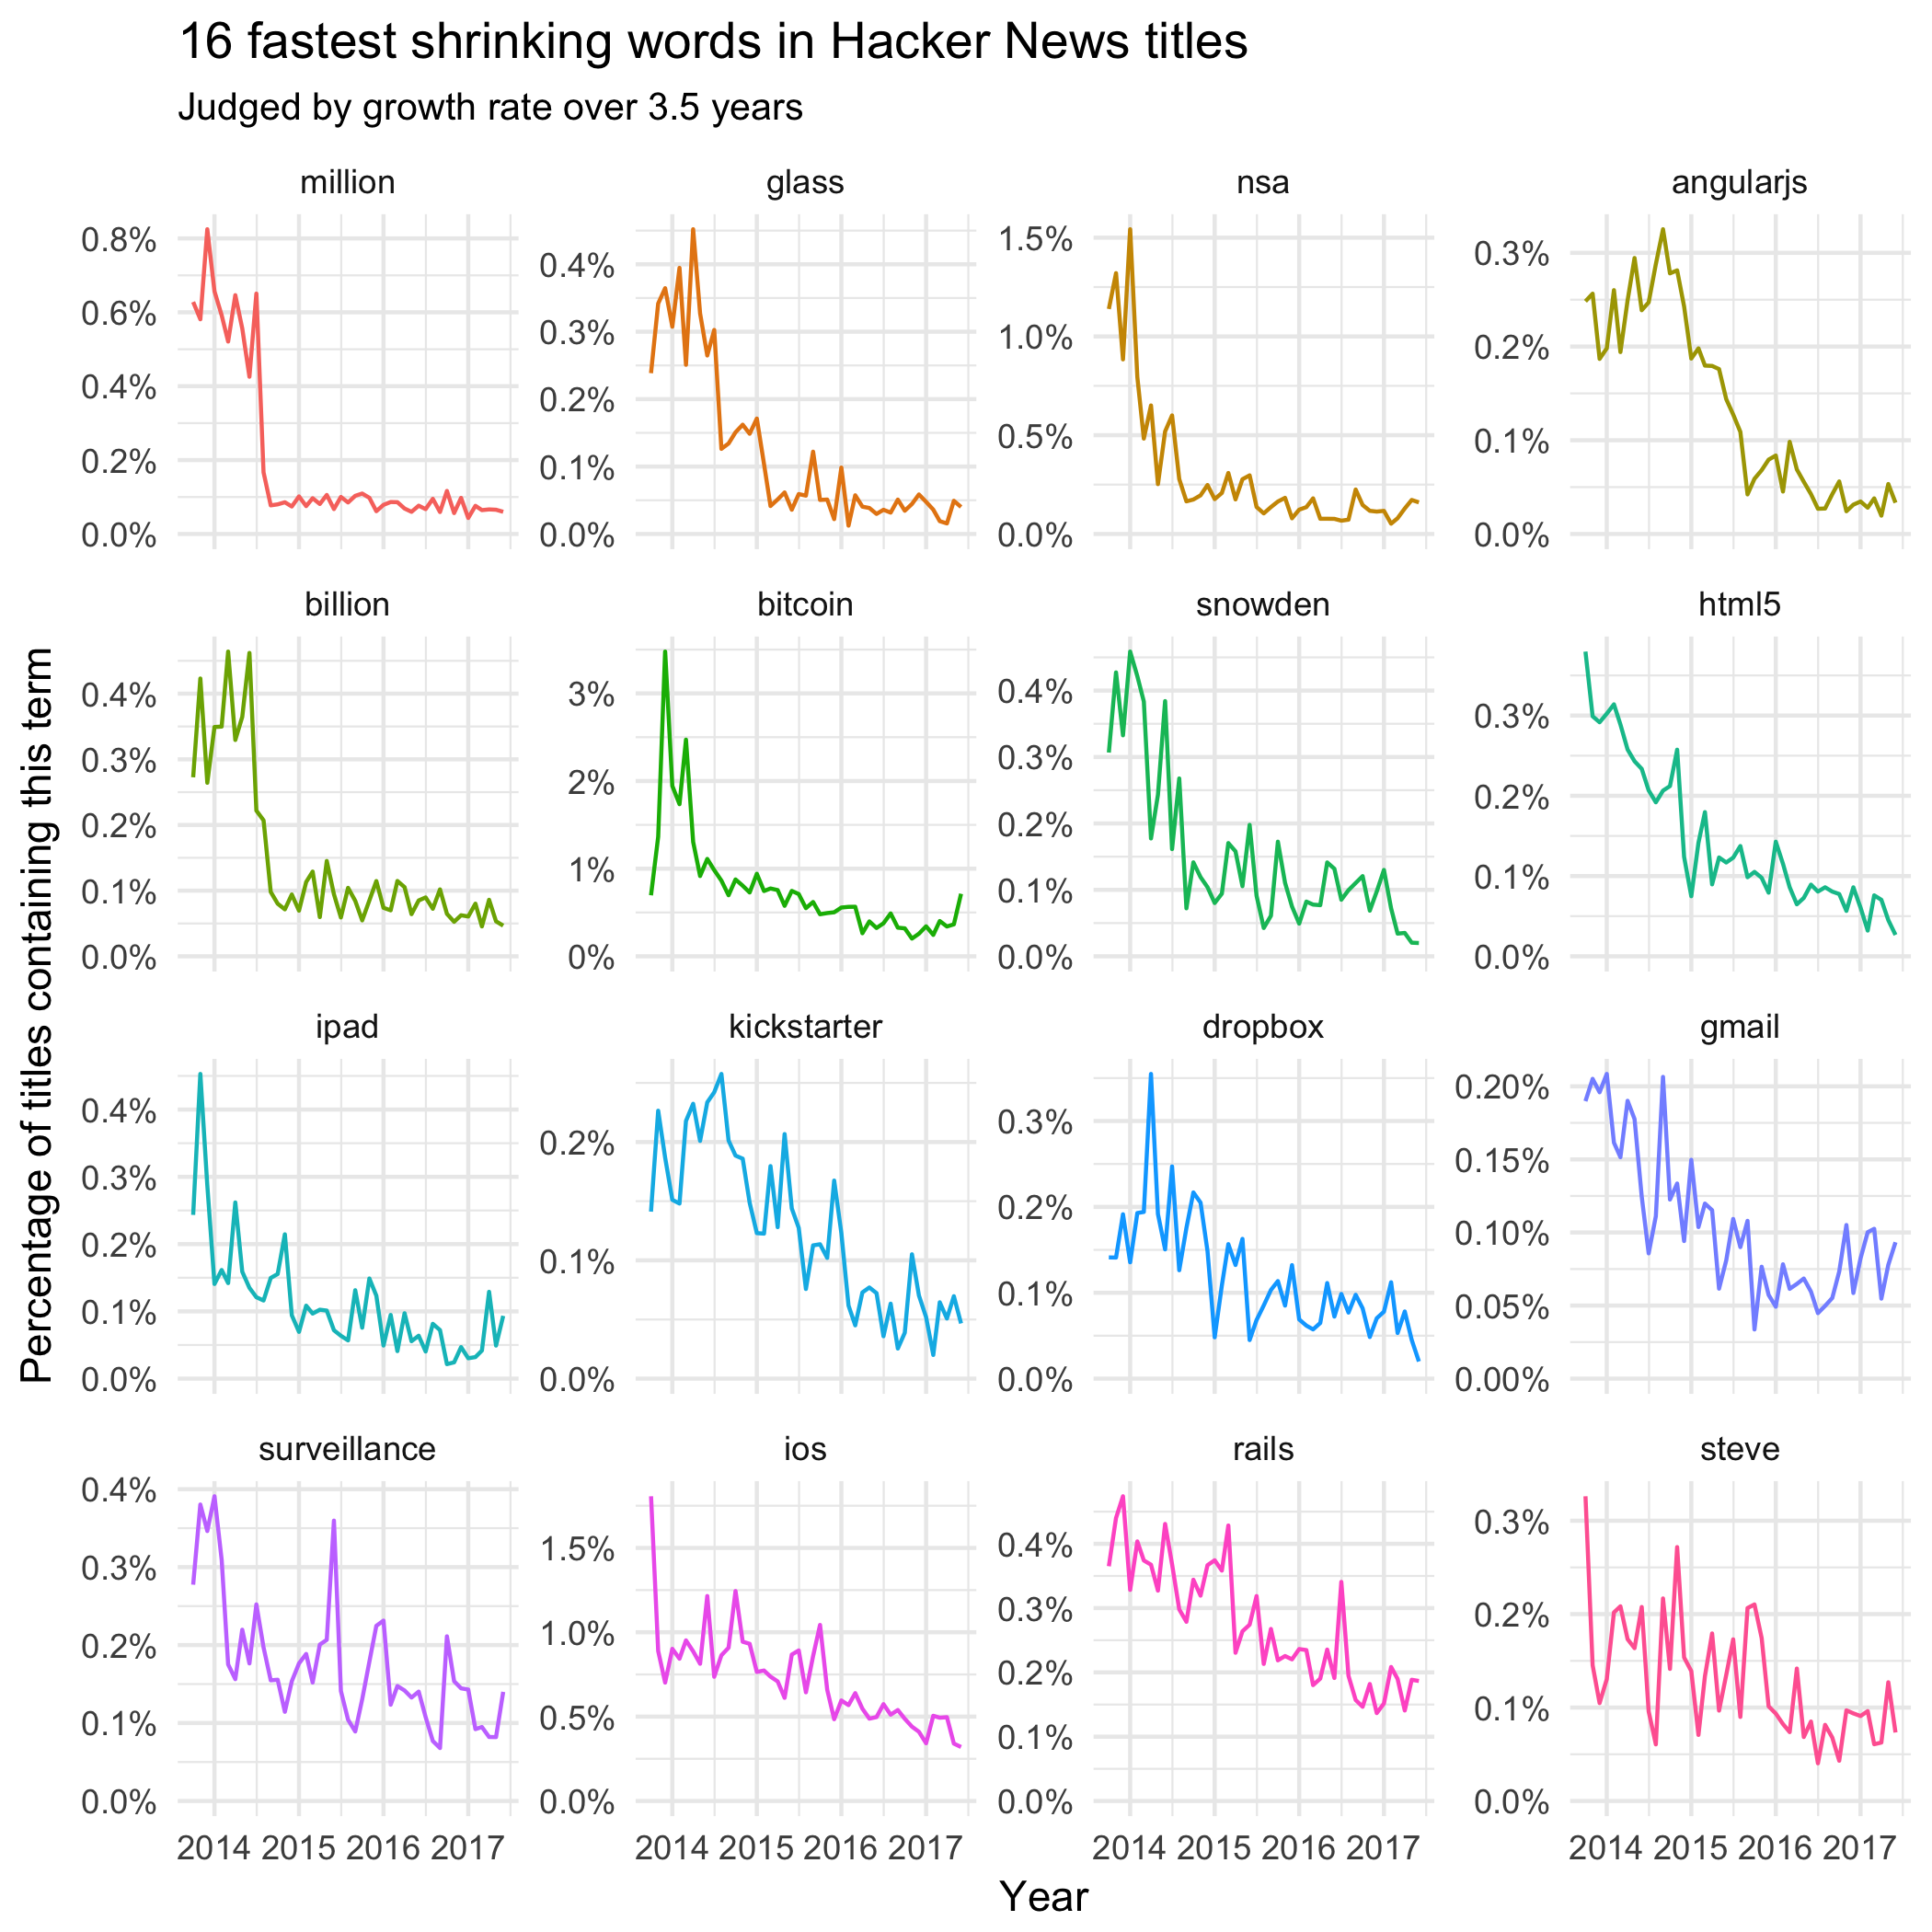 16 fastest shrinking words in Hacker News titles
Judged by growth rate over 3.5 years
million
glass
nsa
angularjs
0.8%
0.6%
0.4%
0.2%
0.0%
0.4%
0.3%
0.2%
0.1%
0.0%
1.5%
1.0%
0.5%
0.0%
0.3%
0.2%
0.1%
0.0%
billion
bitcoin
snowden
html5
0.4%
0.3%
0.2%
0.1%
0.0%
3%
2%
1%
0%
0.4%
0.3%
0.2%
0.1%
0.0%
0.3%
0.2%
0.1%
0.0%
Percentage of titles containing this term
ipad
kickstarter
dropbox
gmail
0.4%
0.3%
0.2%
0.1%
0.0%
0.2%
0.1%
0.0%
0.3%
0.2%
0.1%
0.0%
0.20%
0.15%
0.10%
0.05%
0.00%
surveillance
ios
rails
steve
0.4%
0.3%
0.2%
0.1%
0.0%
1.5%
1.0%
0.5%
0.0%
0.4%
0.3%
0.2%
0.1%
0.0%
0.3%
0.2%
0.1%
0.0%
2014 2015 2016 2017
2014 2015 2016 2017
2014 2015 2016 2017
2014 2015 2016 2017
Year